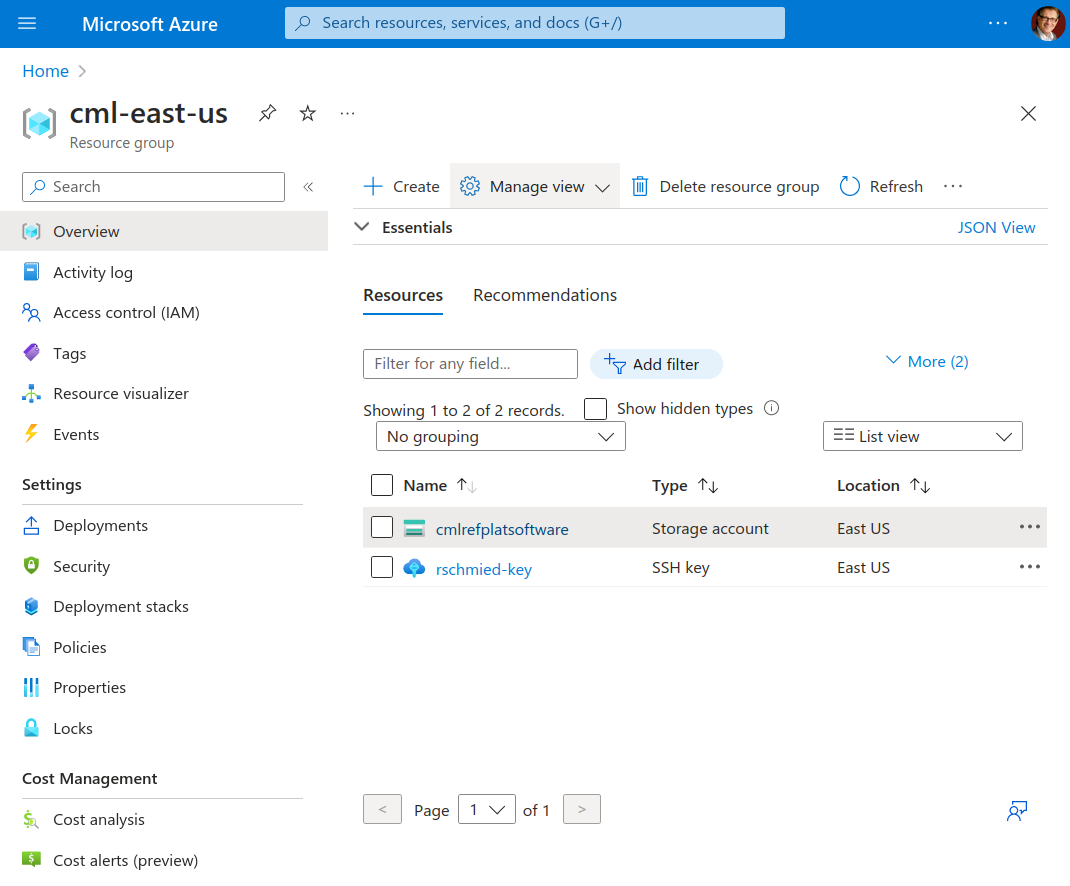 Microsoft Azure
Search resources, services, and docs (G+/)
...
Home >
cml-east-us
...
Resource group
Search
«
Overview
Activity log
Access control (IAM)
Tags
Resource visualizer
Events
Settings
Deployments
Security
Deployment stacks
Policies
Properties
Locks
Cost Management
Cost analysis
Cost alerts (preview)
+ Create
Manage view
Delete resource group
Refresh
...
Essentials
JSON View
Resources
Recommendations
Filter for any field...
Add filter
More (2)
Showing 1 to 2 of 2 records.
Show hidden types
No grouping
List view
Name ↑↓
Type ↑↓
Location ↑↓
cmlrefplatsoftware
Storage account
East US
...
rschmied-key
SSH key
East US
...
< Page 1 of 1 >